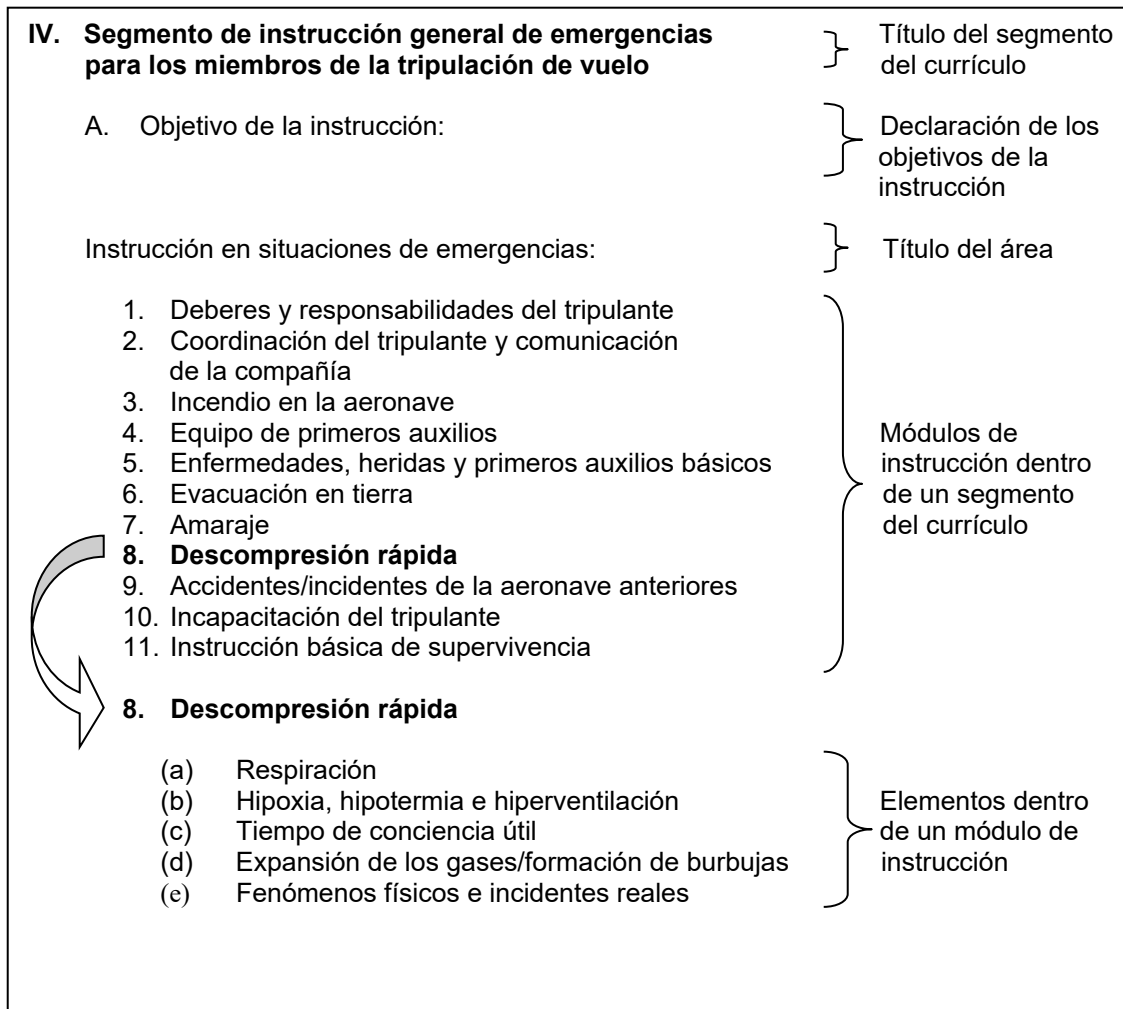 IV. Segmento de instrucción general de emergencias
para los miembros de la tripulación de vuelo
Título del segmento
del currículo
A. Objetivo de la instrucción:
Declaración de los
objetivos de la
instrucción
Instrucción en situaciones de emergencias:
Título del área
1. Deberes y responsabilidades del tripulante
2. Coordinación del tripulante y comunicación
de la compañía
3. Incendio en la aeronave
4. Equipo de primeros auxilios
5. Enfermedades, heridas y primeros auxilios básicos
6. Evacuación en tierra
7. Amaraje
8. Descompresión rápida
9. Accidentes/incidentes de la aeronave anteriores
10. Incapacitación del tripulante
11. Instrucción básica de supervivencia
Módulos de
instrucción dentro
de un segmento
del currículo
8. Descompresión rápida
(a) Respiración
(b) Hipoxia, hipotermia e hiperventilación
(c) Tiempo de conciencia útil
(d) Expansión de los gases/formación de burbujas
(e) Fenómenos físicos e incidentes reales
Elementos dentro
de un módulo de
instrucción